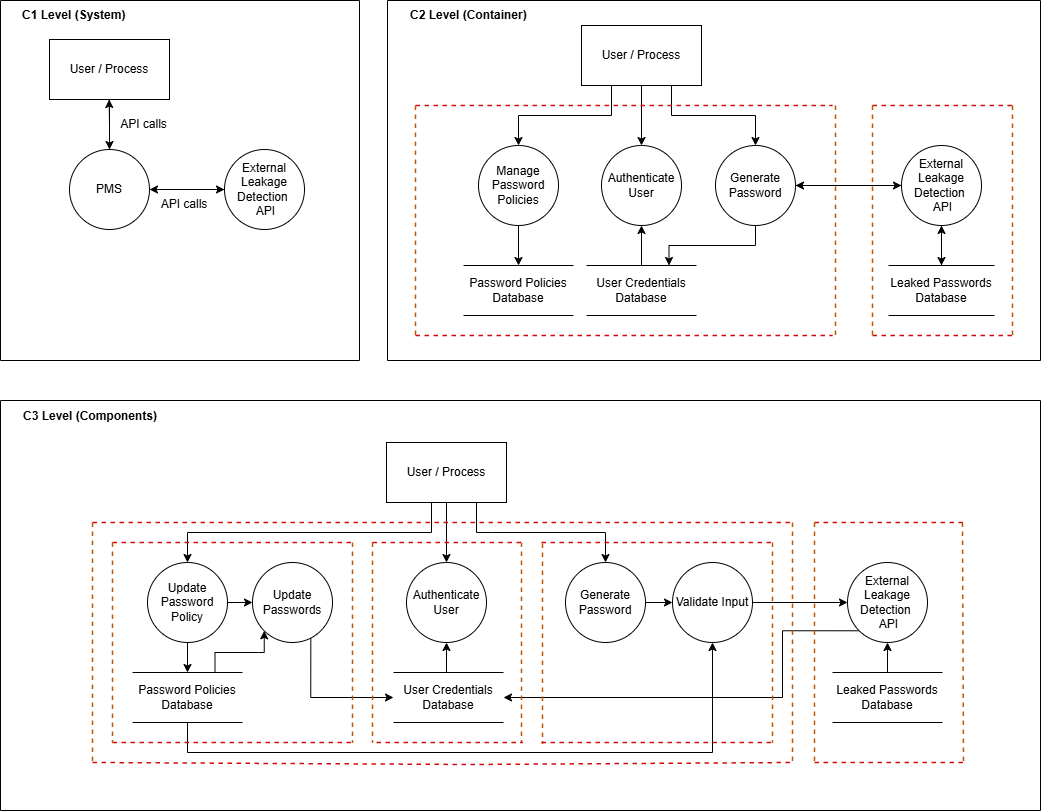 C1 Level (System)
User / Process
API calls
PMS
External
Leakage
Detection
API
API calls
C2 Level (Container)
User / Process
Manage
Password
Policies
Authenticate
User
Generate
Password
External
Leakage
Detection
API
Password Policies
Database
User Credentials
Database
Leaked Passwords
Database
C3 Level (Components)
User / Process
Update
Password
Policy
Update
Passwords
Authenticate
User
Generate
Password
Validate Input
External
Leakage
Detection
API
Password Policies
Database
User Credentials
Database
Leaked Passwords
Database